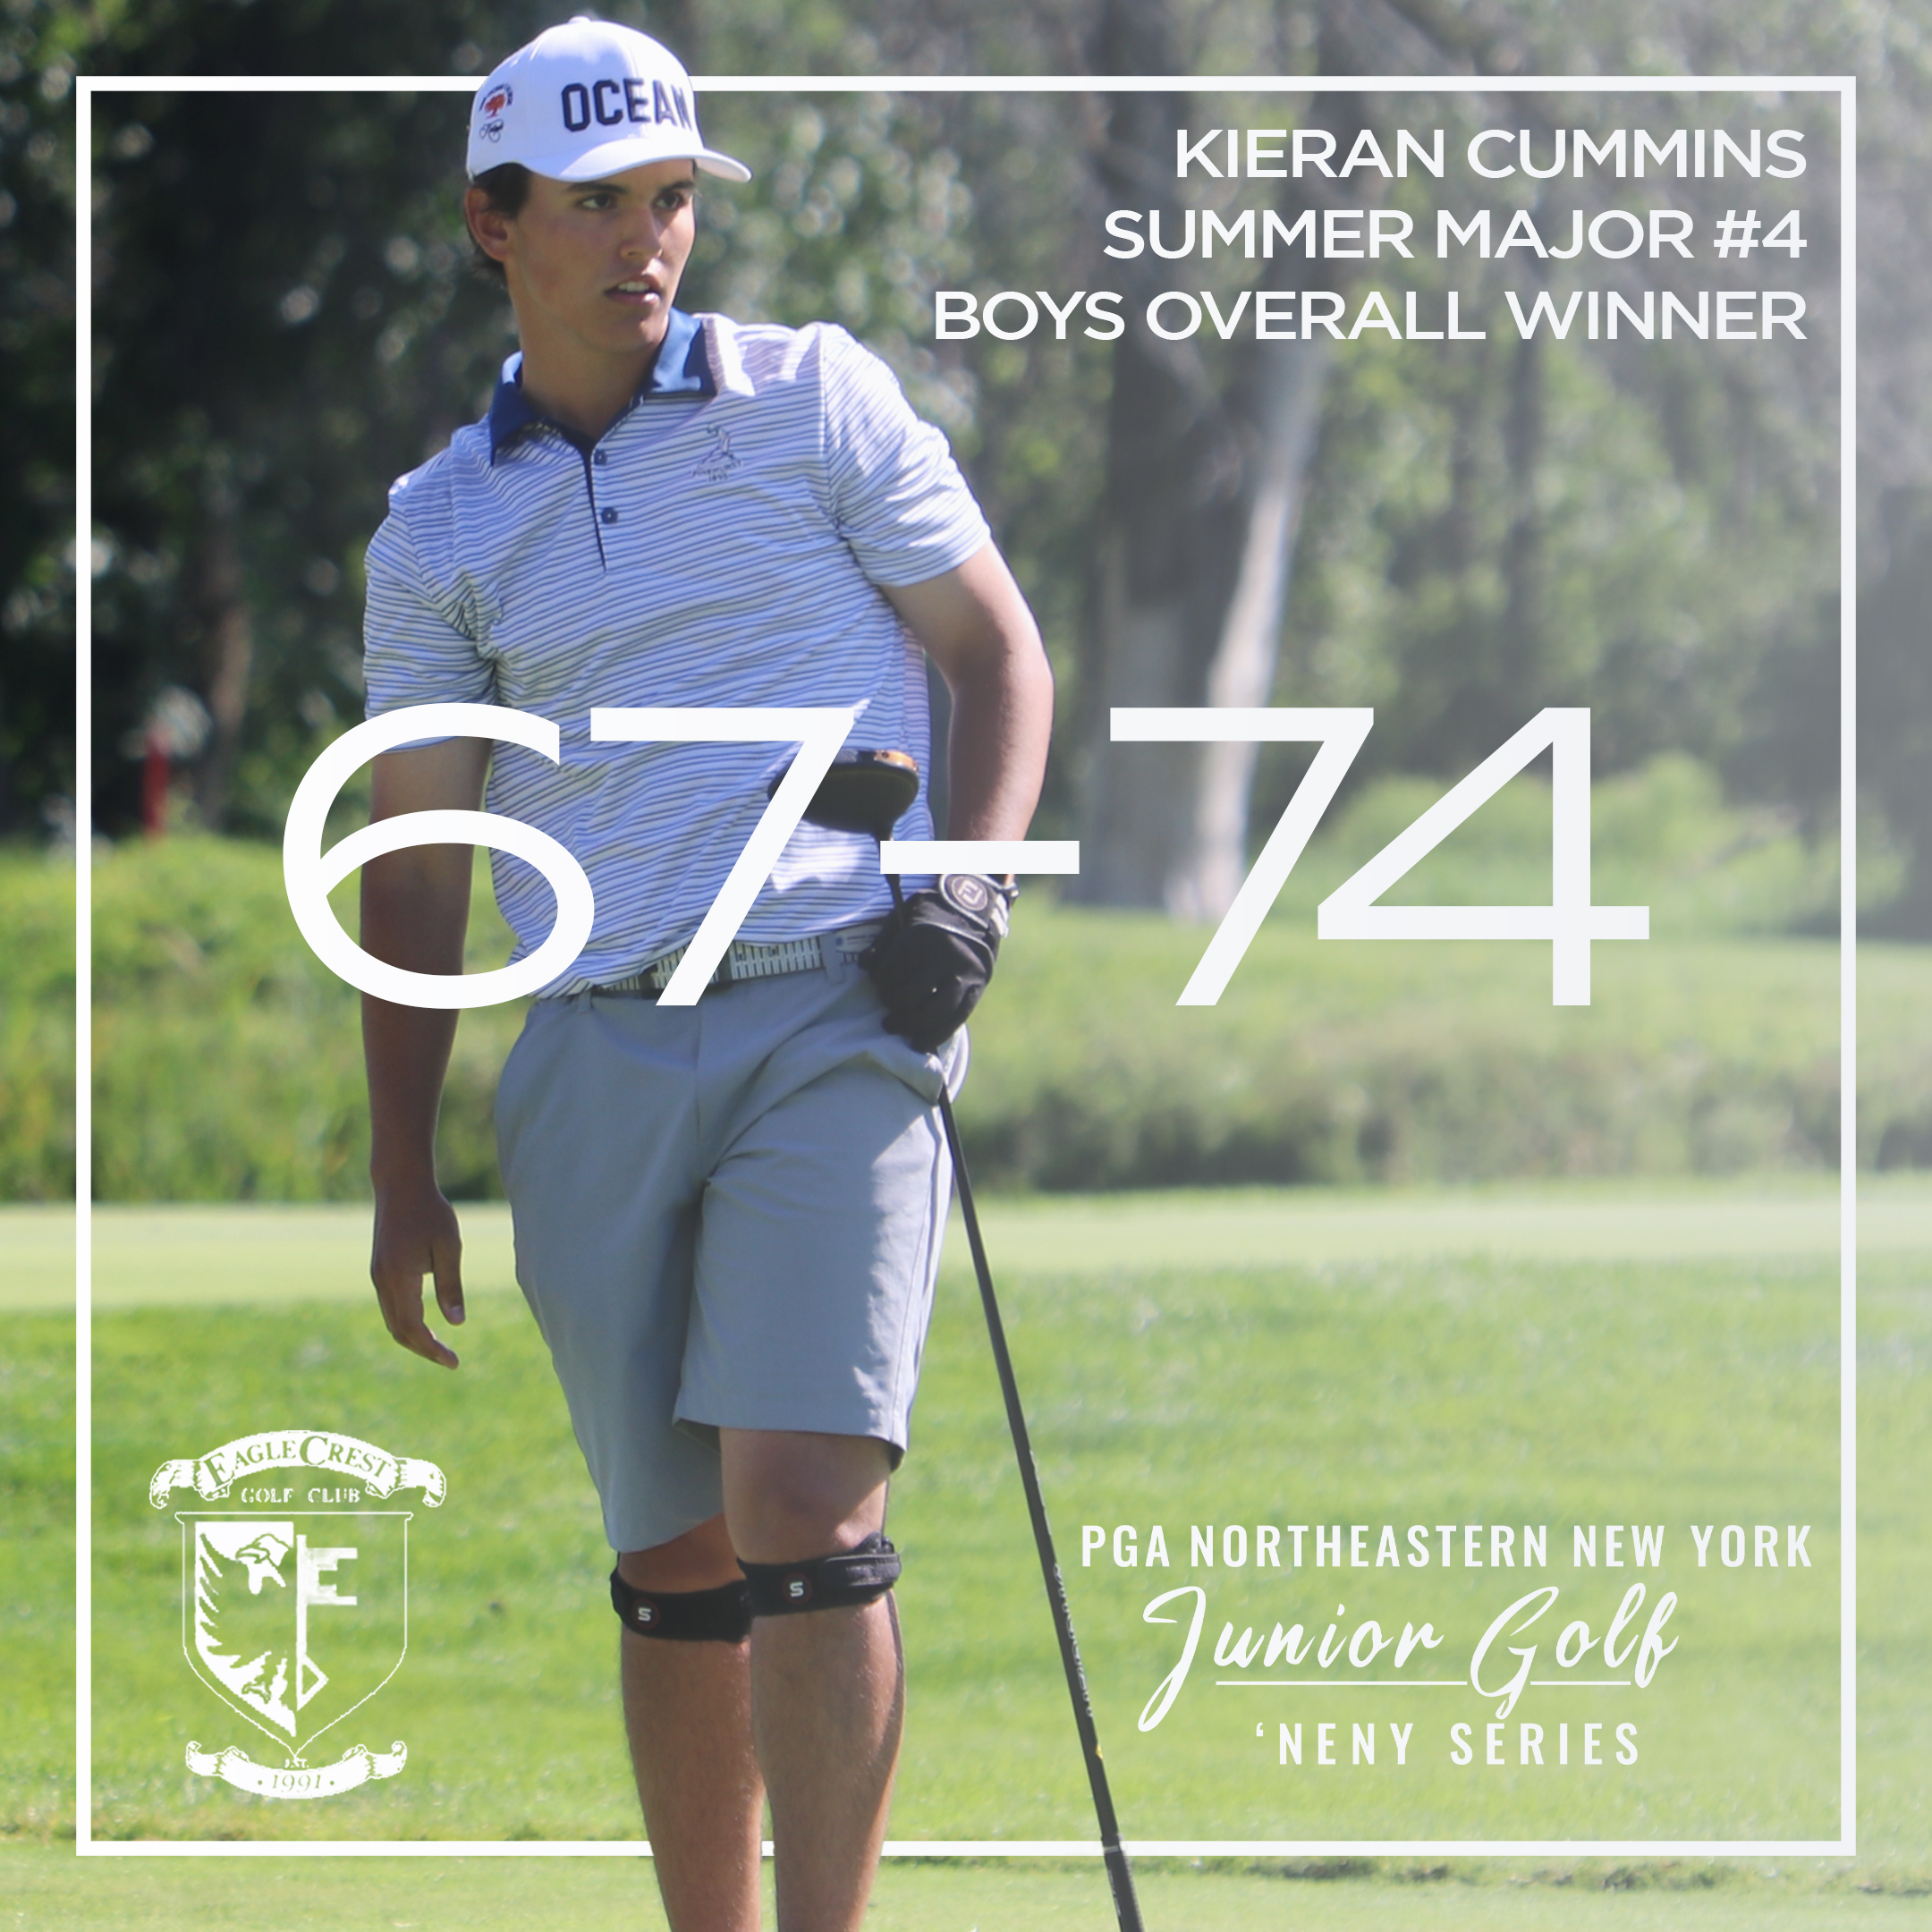 OCEAN
KIERAN CUMMINS
SUMMER MAJOR #4
BOYS OVERALL WINNER
67-74
EAGLE CREST
GOLF CLUB
EST.
· 1991 ·
PGA NORTHEASTERN NEW YORK
Junior Golf
‘NENY SERIES
S
S